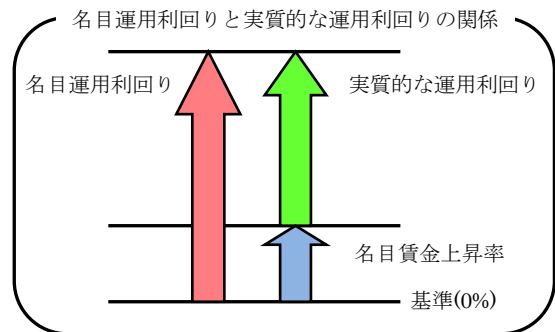 名目運用利回りと実質的な運用利回りの関係
名目運用利回り
実質的な運用利回り
名目賃金上昇率
基準(0%)